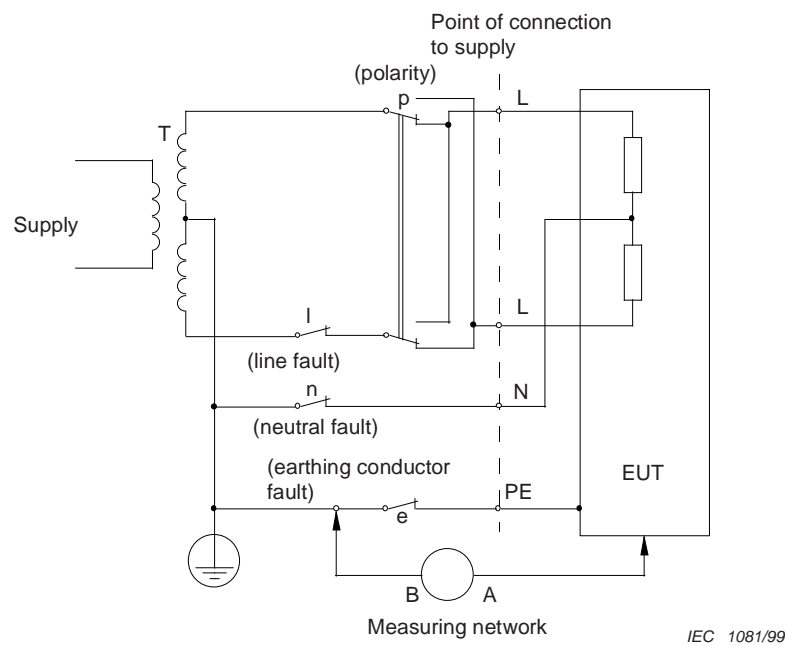 Point of connection
to supply
(polarity)
p
L
T
Supply
l
L
(line fault)
n
N
(neutral fault)
(earthing conductor
fault)
PE
e
EUT
B
A
Measuring network
IEC 1081/99